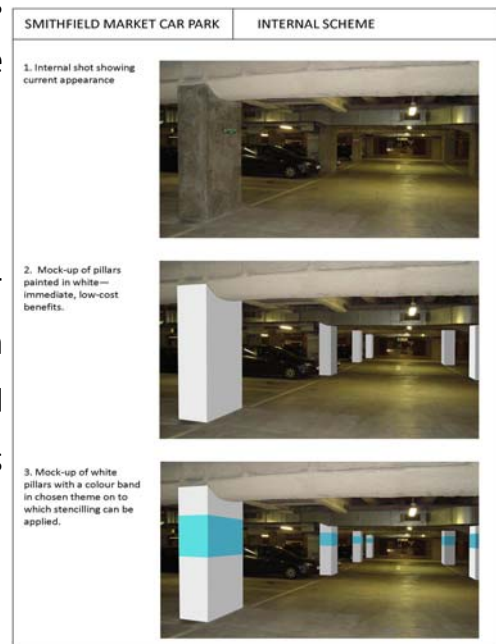 SMITHFIELD MARKET CAR PARK
INTERNAL SCHEME
1. Internal shot showing
current appearance
2. Mock-up of pillars
painted in white—
immediate, low-cost
benefits.
3. Mock-up of white
pillars with a colour band
in chosen theme on to
which stencilling can be
applied.